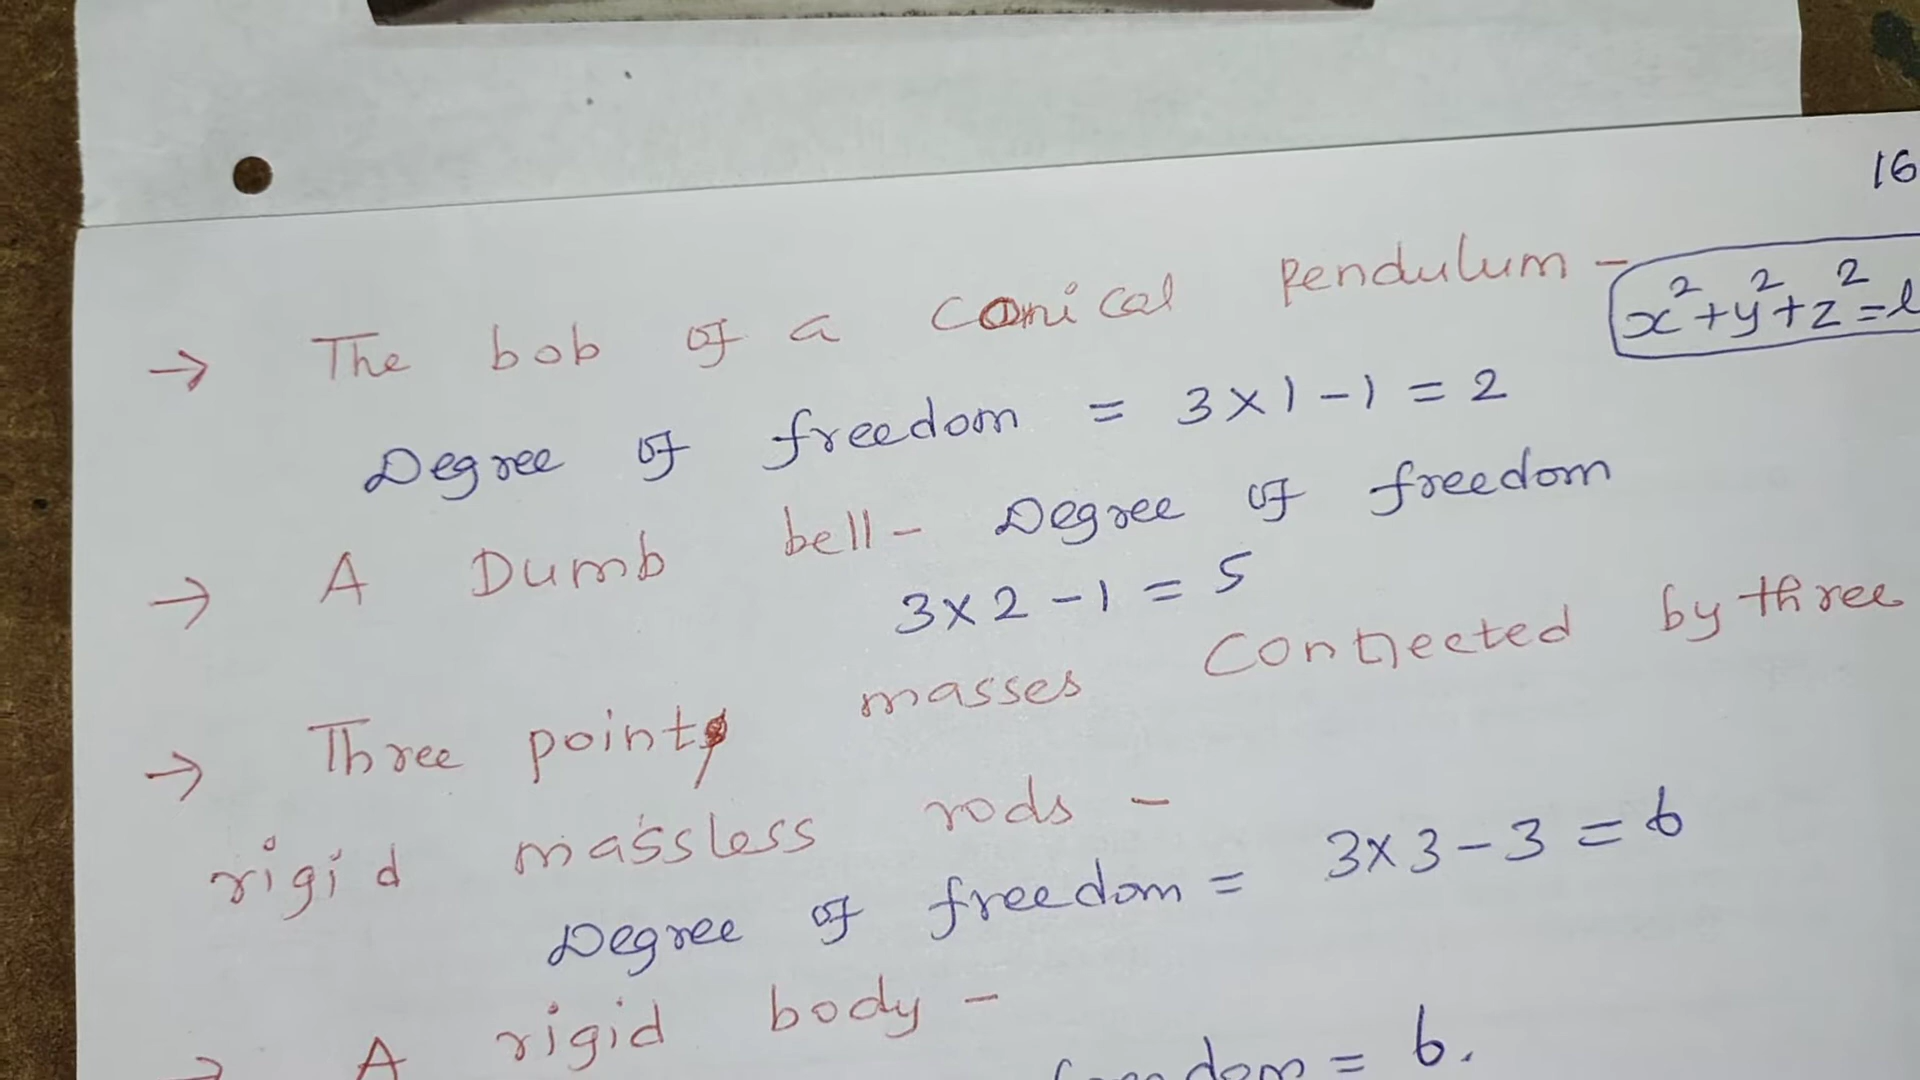 16
→ The bob of a Conical Pendulum - x²+y²+z²=l
Degree of freedom = 3×1-1=2
→ A Dumb bell - Degree of freedom
3×2-1=5
→ Three point masses Connected by three
rigid massless rods -
Degree of freedom = 3×3-3=6
→ A rigid body -
freedom = 6.